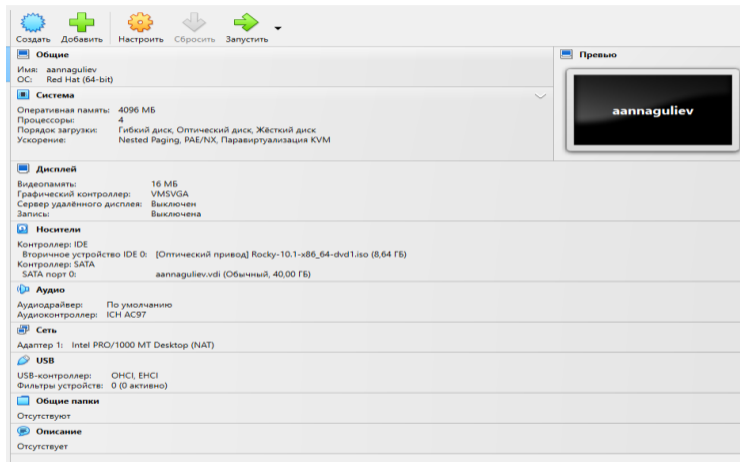 Создать Добавить Настроить Сбросить Запустить
Общие
Имя: aannaguliev
ОС: Red Hat (64-bit)
Превью
aannaguliev
Система
Оперативная память: 4096 МБ
Процессоры: 4
Порядок загрузки: Гибкий диск, Оптический диск, Жёсткий диск
Ускорение: Nested Paging, PAE/NX, Паравиртуализация KVM
Дисплей
Видеопамять: 16 МБ
Графический контроллер: VMSVGA
Сервер удалённого дисплея: Выключен
Запись: Выключена
Носители
Контроллер: IDE
Вторичное устройство IDE 0: [Оптический привод] Rocky-10.1-x86_64-dvd1.iso (8,64 ГБ)
Контроллер: SATA
SATA порт 0: aannaguliev.vdi (Обычный, 40,00 ГБ)
Аудио
Аудиодрайвер: По умолчанию
Аудиоконтроллер: ICH AC97
Сеть
Адаптер 1: Intel PRO/1000 MT Desktop (NAT)
USB
USB-контроллер: OHCI, EHCI
Фильтры устройств: 0 (0 активно)
Общие папки
Отсутствуют
Описание
Отсутствует